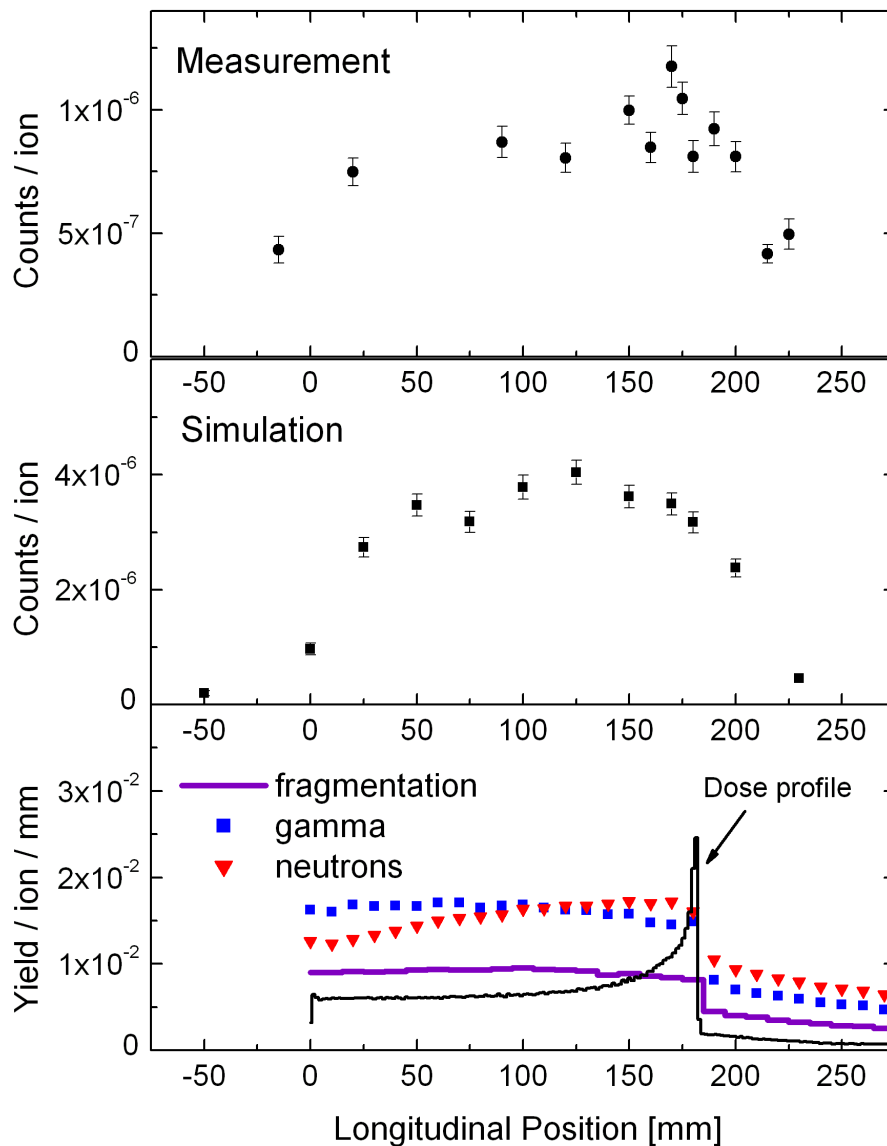 Measurement
Counts / ion
1x10⁻⁶
5x10⁻⁷
0
-50 0 50 100 150 200 250
Simulation
Counts / ion
4x10⁻⁶
2x10⁻⁶
0
-50 0 50 100 150 200 250
Yield / ion / mm
3x10⁻²
2x10⁻²
1x10⁻²
0
fragmentation
gamma
neutrons
Dose profile
-50 0 50 100 150 200 250
Longitudinal Position [mm]